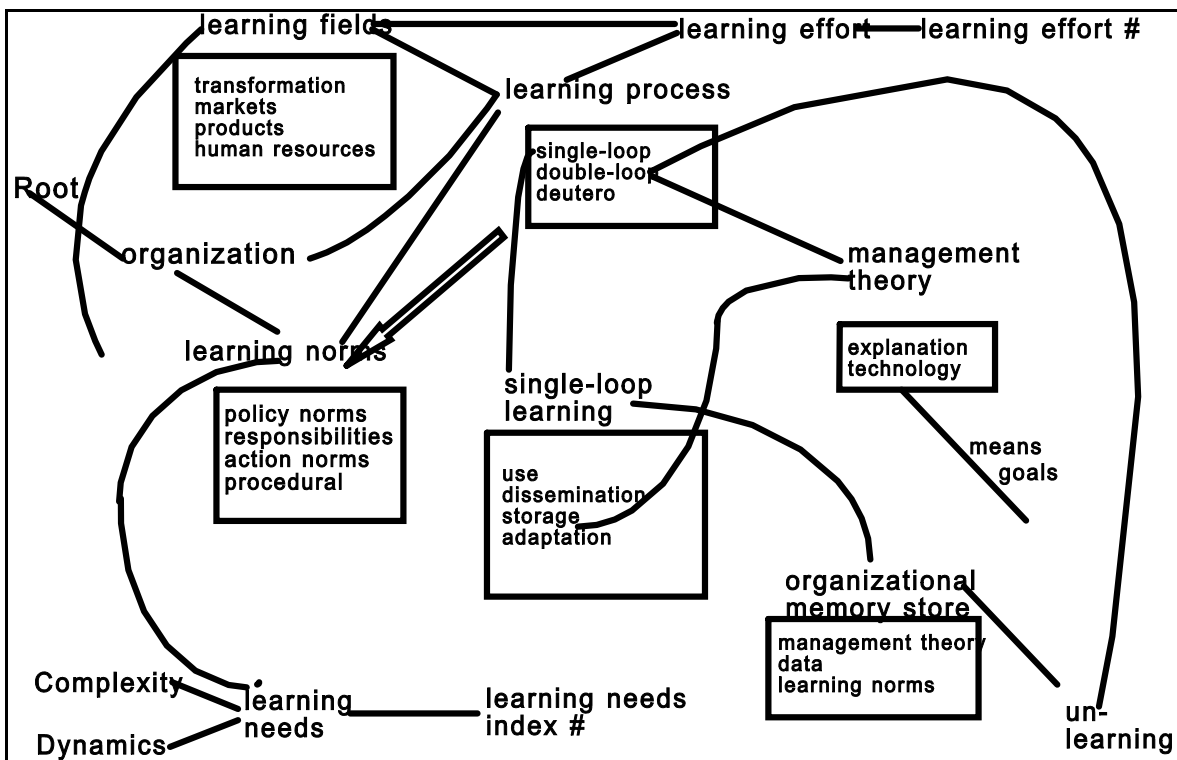 learning fields
learning effort
learning effort #
transformation
markets
products
human resources
learning process
single-loop
double-loop
deutero
Root
organization
management
theory
learning norms
explanation
technology
single-loop
learning
policy norms
responsibilities
action norms
procedural
means
goals
use
dissemination
storage
adaptation
organizational
memory store
management theory
data
learning norms
Complexity
learning
needs
learning needs
index #
Dynamics
un-
learning